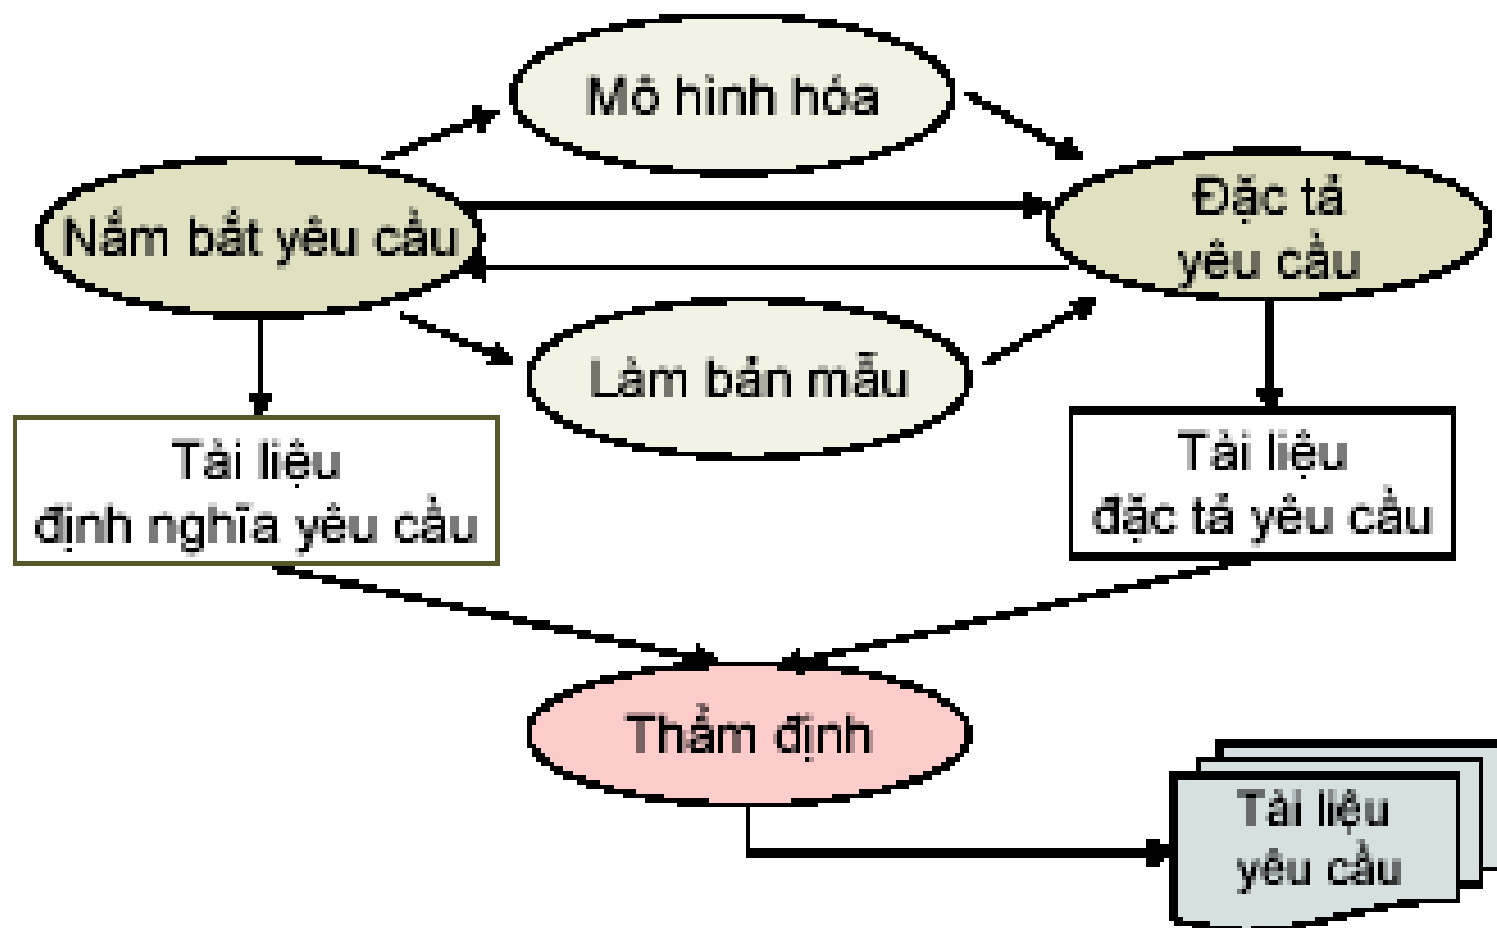 Mô hình hóa
Nắm bắt yêu cầu
Đặc tả
yêu cầu
Làm bản mẫu
Tài liệu
định nghĩa yêu cầu
Tài liệu
đặc tả yêu cầu
Thẩm định
Tài liệu
yêu cầu